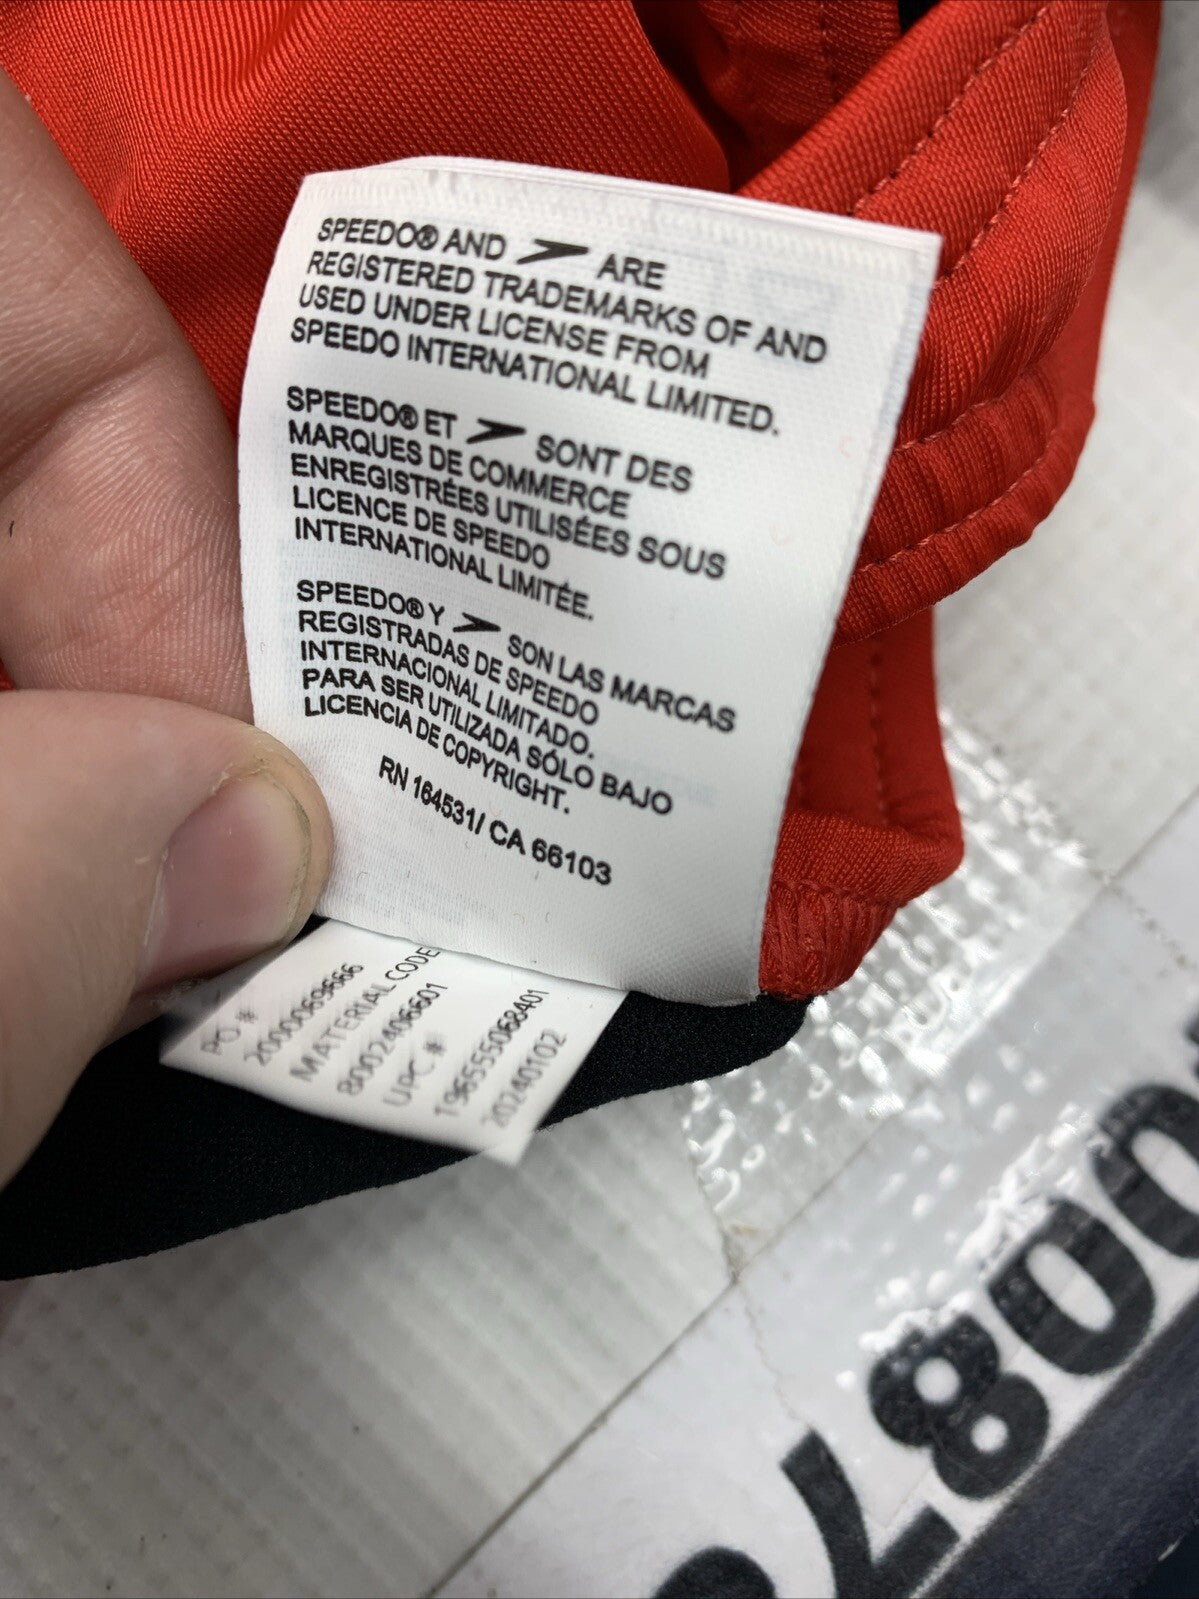 SPEEDO® AND ARE
REGISTERED TRADEMARKS OF AND
USED UNDER LICENSE FROM
SPEEDO INTERNATIONAL LIMITED.
SPEEDO® ET SONT DES
MARQUES DE COMMERCE
ENREGISTRÉES UTILISÉES SOUS
LICENCE DE SPEEDO
INTERNATIONAL LIMITÉE.
SPEEDO® Y SON LAS MARCAS
REGISTRADAS DE SPEEDO
INTERNACIONAL LIMITADO.
PARA SER UTILIZADA SÓLO BAJO
LICENCIA DE COPYRIGHT.
RN 164531/ CA 66103
PO #
2000069666
MATERIAL CODE
8002406601
UPC #
196555068401
20240102